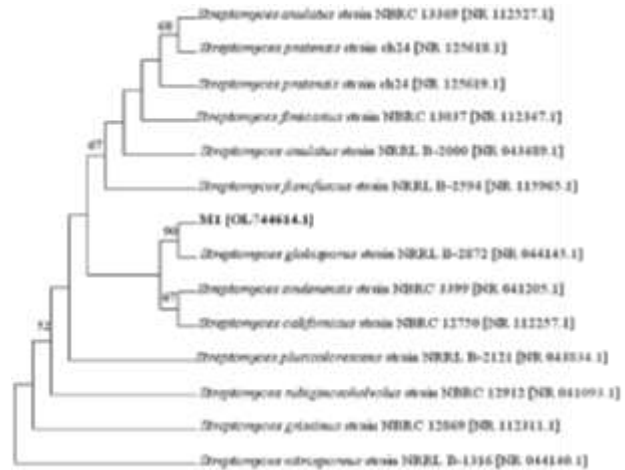 68
Streptomyces anulatus strain NBRC 13369 [NR 112527.1]
Streptomyces pratensis strain ch24 [NR 125618.1]
Streptomyces pratensis strain ch24 [NR 125619.1]
Streptomyces fimicarius strain NBRC 13037 [NR 112347.1]
67
Streptomyces anulatus strain NRRL B-2000 [NR 043489.1]
Streptomyces flavofuscus strain NRRL B-2594 [NR 115965.1]
M1 [OL744614.1]
90
Streptomyces globisporus strain NRRL B-2872 [NR 044145.1]
Streptomyces strain NBRC 3399 [NR 041205.1]
67
Streptomyces californicus strain NBRC 12750 [NR 112257.1]
Streptomyces pluricolorescens strain NRRL B-2121 [NR 043034.1]
52
Streptomyces rubiginosohelvolus strain NBRC 12912 [NR 041093.1]
Streptomyces griseinus strain NBRC 12869 [NR 112311.1]
Streptomyces strain NRRL B-1316 [NR 044140.1]